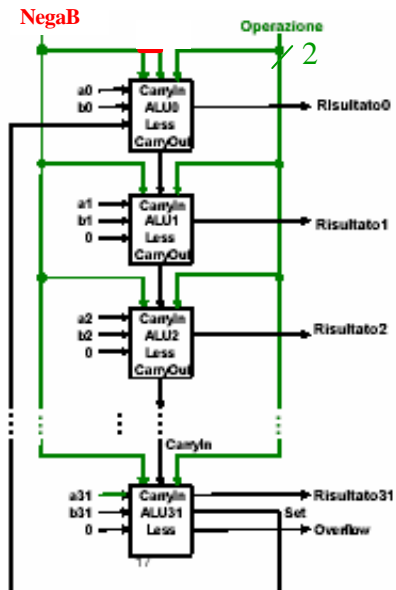 NegaB
Operazione
2
a0 CarryIn
b0 ALU0 Risultato0
Less
CarryOut
a1 CarryIn
b1 ALU1 Risultato1
0 Less
CarryOut
a2 CarryIn
b2 ALU2 Risultato2
0 Less
CarryOut
CarryIn
a31 CarryIn Risultato31
b31 ALU31 Set
0 Less Overflow
17